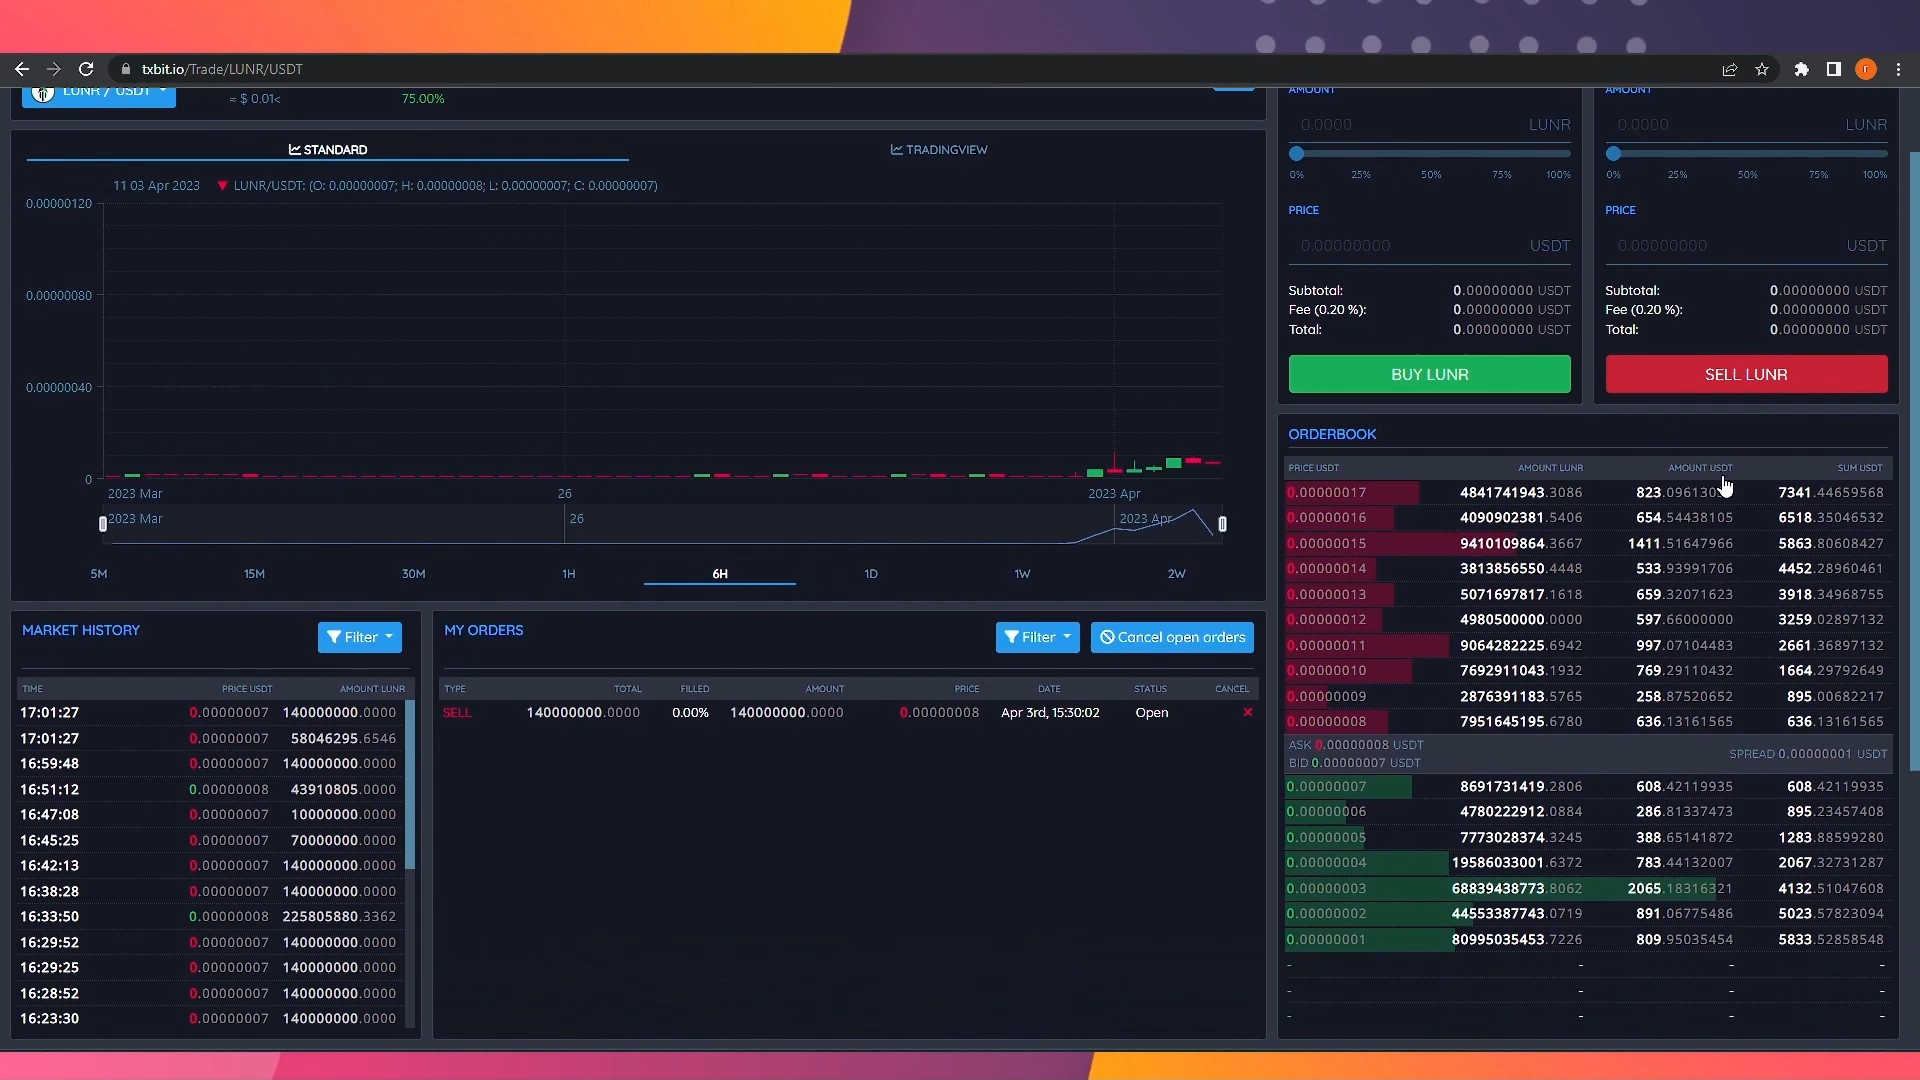 txbit.io/Trade/LUNR/USDT
LUNR / USDT
≈ $ 0.01<
75.00%
STANDARD
TRADINGVIEW
11 03 Apr 2023 LUNR/USDT: (O: 0.00000007; H: 0.00000008; L: 0.00000007; C: 0.00000007)
0.00000120
0.00000080
0.00000040
0
2023 Mar 26 2023 Apr
2023 Mar 26 2023 Apr
5M 15M 30M 1H 6H 1D 1W 2W
AMOUNT
0.0000 LUNR
0% 25% 50% 75% 100%
PRICE
0.00000000 USDT
Subtotal: 0.00000000 USDT
Fee (0.20 %): 0.00000000 USDT
Total: 0.00000000 USDT
BUY LUNR
AMOUNT
0.0000 LUNR
0% 25% 50% 75% 100%
PRICE
0.00000000 USDT
Subtotal: 0.00000000 USDT
Fee (0.20 %): 0.00000000 USDT
Total: 0.00000000 USDT
SELL LUNR
MARKET HISTORY
Filter
TIME PRICE USDT AMOUNT LUNR
17:01:27 0.00000007 140000000.0000
17:01:27 0.00000007 58046295.6546
16:59:48 0.00000007 140000000.0000
16:51:12 0.00000008 43910805.0000
16:47:08 0.00000007 10000000.0000
16:45:25 0.00000007 70000000.0000
16:42:13 0.00000007 140000000.0000
16:38:28 0.00000007 140000000.0000
16:33:50 0.00000008 225805880.3362
16:29:52 0.00000007 140000000.0000
16:29:25 0.00000007 140000000.0000
16:28:52 0.00000007 140000000.0000
16:23:30 0.00000007 140000000.0000
MY ORDERS
Filter
Cancel open orders
TYPE TOTAL FILLED AMOUNT PRICE DATE STATUS CANCEL
SELL 140000000.0000 0.00% 140000000.0000 0.00000008 Apr 3rd, 15:30:02 Open ×
ORDERBOOK
PRICE USDT AMOUNT LUNR AMOUNT USDT SUM USDT
0.00000017 4841741943.3086 7341.44659568
0.00000016 4090902381.5406 654.54438105 6518.35046532
0.00000015 9410109864.3667 1411.51647966 5863.80608427
0.00000014 3813856550.4448 533.93991706 4452.28960461
0.00000013 5071697817.1618 659.32071623 3918.34968755
0.00000012 4980500000.0000 597.66000000 3259.02897132
0.00000011 9064282225.6942 997.07104483 2661.36897132
0.00000010 7692911043.1932 769.29110432 1664.29792649
0.00000009 2876391183.5765 258.87520652 895.00682217
0.00000008 7951645195.6780 636.13161565 636.13161565
ASK 0.00000008 USDT
BID 0.00000007 USDT
SPREAD 0.00000001 USDT
0.00000007 8691731419.2806 608.42119935 608.42119935
0.00000006 4780222912.0884 286.81337473 895.23457408
0.00000005 7773028374.3245 388.65141872 1283.88599280
0.00000004 19586033001.6372 783.44132007 2067.32731287
0.00000003 68839438773.8062 2065.18316321 4132.51047608
0.00000002 44553387743.0719 891.06775486 5023.57823094
0.00000001 80995035453.7226 809.95035454 5833.52858548
- - - -
- - - -
- - - -